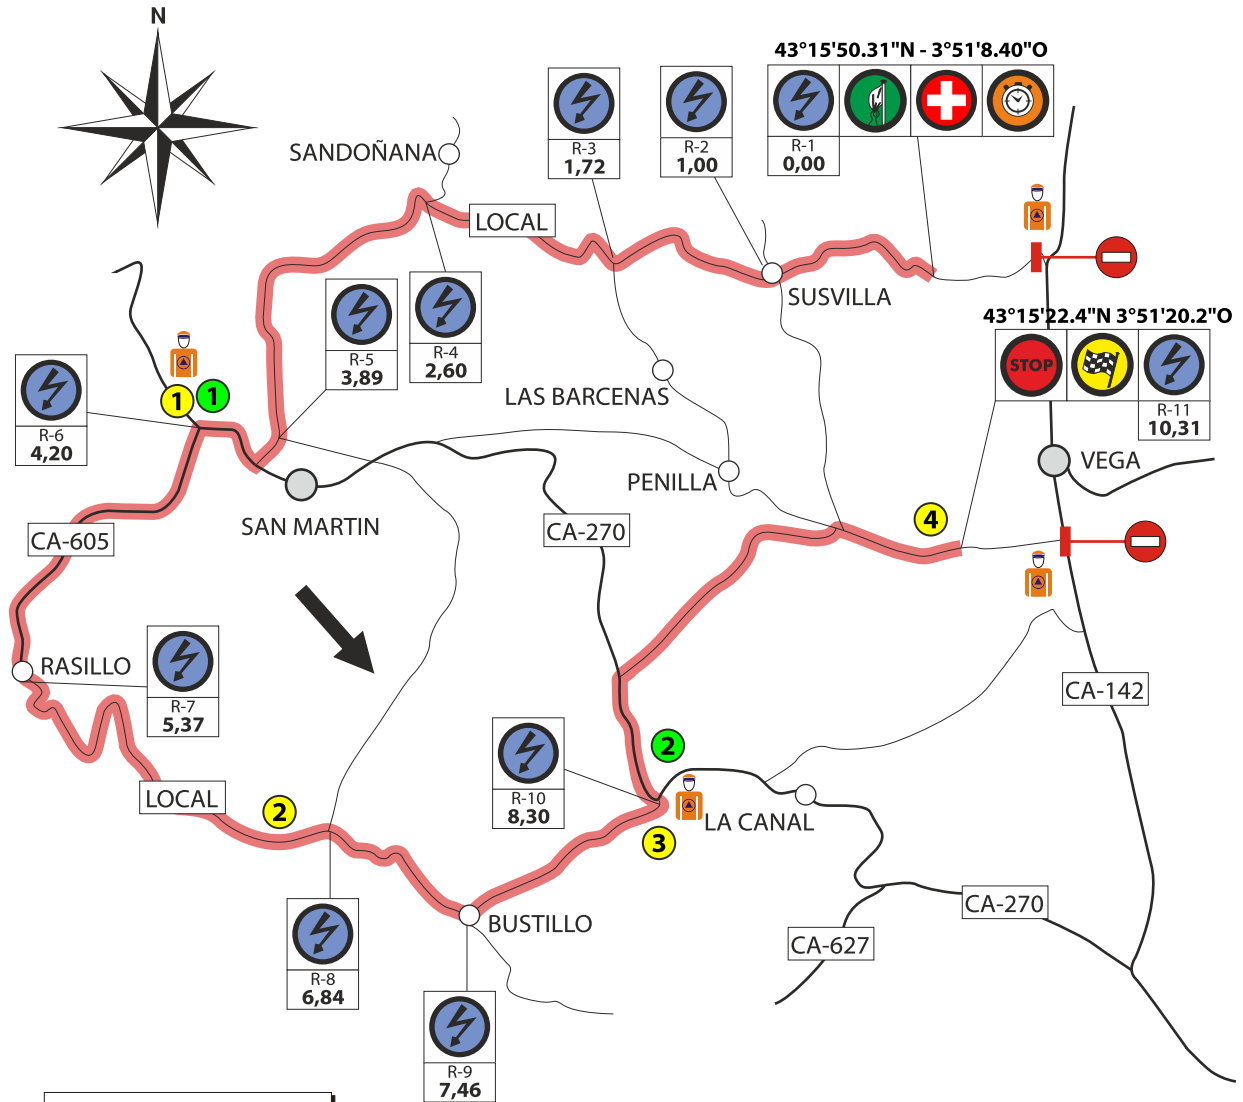 N
43°15'50.31"N - 3°51'8.40"O
R-3
1,72
R-2
1,00
R-1
0,00
SANDOÑANA
LOCAL
SUSVILLA
R-5
3,89
R-4
2,60
43°15'22.4"N 3°51'20.2"O
STOP
R-11
10,31
R-6
4,20
1
1
LAS BARCENAS
VEGA
PENILLA
SAN MARTIN
4
CA-605
CA-270
RASILLO
R-7
5,37
CA-142
2
R-10
8,30
LOCAL
2
3
LA CANAL
BUSTILLO
CA-270
CA-627
R-8
6,84
R-9
7,46